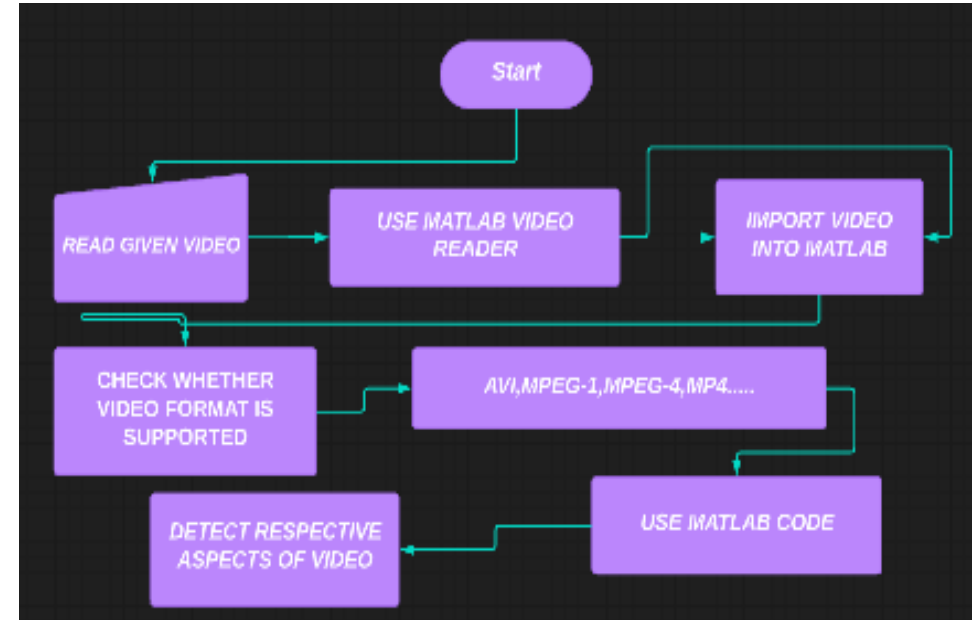 Start
READ GIVEN VIDEO
USE MATLAB VIDEO
READER
IMPORT VIDEO
INTO MATLAB
CHECK WHETHER
VIDEO FORMAT IS
SUPPORTED
AVI,MPEG-1,MPEG-4,MP4.....
USE MATLAB CODE
DETECT RESPECTIVE
ASPECTS OF VIDEO